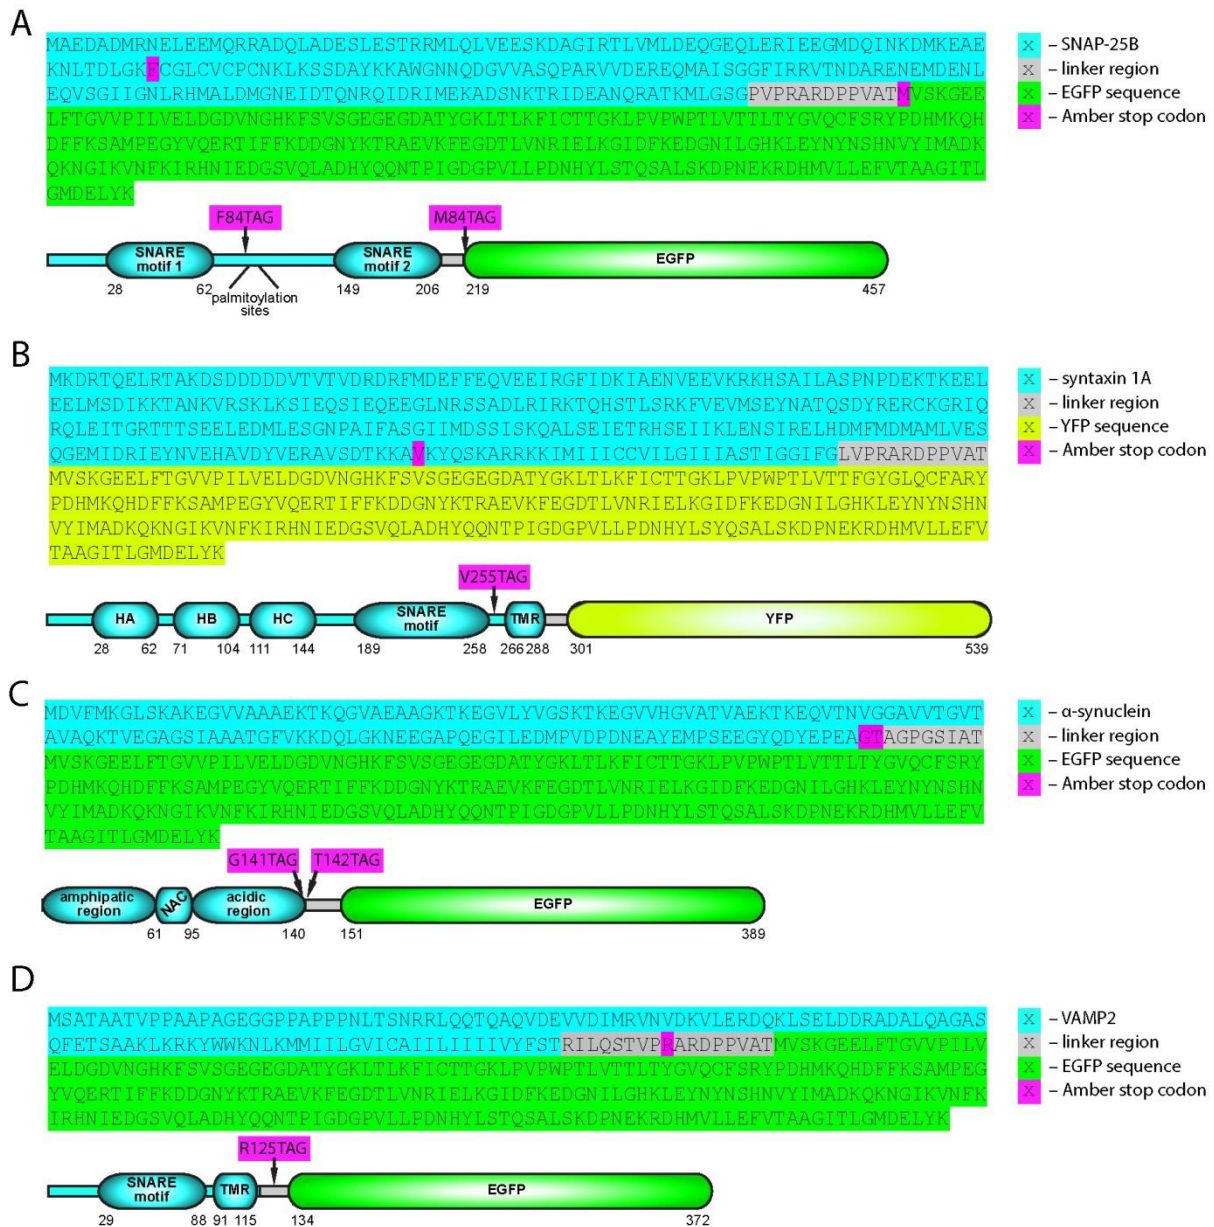 A
MAEDADMRNELEEMQRRADQLADESLESTRRMLQLVEESKDAGIRTLVMLDEQGEQLERIEEGMDQINKDMKEAE
KNLTDLGKFCGLCVCPCNKLKSSDAYKKAWGNNQDGVVASQPARVVDEREQMAISGGFIRRVTNDARENEMDENL
EQVSGIIGNLRHMALDMGNEIDTQNRQIDRIMEKADSNKTRIDEANQRATKMLGSGPVPRARDPPVATMVSKGEE
LFTGVVPILVELDGDVNGHKFSVSGEGEGDATYGKLTLKFICTTGKLPVPWPTLVTTLTYGVQCFSRYPDHMKQH
DFFKSAMPEGYVQERTIFFKDDGNYKTRAEVKFEGDTLVNRIELKGIDFKEDGNILGHKLEYNYNSHNVYIMADK
QKNGIKVNFKIRHNIEDGSVQLADHYQQNTPIGDGPVLLPDNHYLSTQSALSKDPNEKRDHMVLLEFVTAAGITL
GMDELYK
X – SNAP-25B
X – linker region
X – EGFP sequence
X – Amber stop codon
F84TAG
M84TAG
SNARE
motif 1
SNARE
motif 2
EGFP
28 62 149 206 219 457
palmitoylation
sites
B
MKDRTQELRTAKDSDDDDDVTVTVDRDRFMDEFFEQVEEIRGFIDKIAENVEEVKRKHSAILASPNPDEKTKEEL
EELMSDIKKTANKVRSKLKSIEQSIEQEEGLNRSSADLRIRKTQHSTLSRKFVEVMSEYNATQSDYRERCKGRIQ
RQLEITGRTTTSEELEDMLESGNPAIFASGIIMDSSISKQALSEIETRHSEIIKLENSIRELHDMFMDMAMLVES
QGEMIDRIEYNVEHAVDYVERAVSDTKKAVKYQSKARRKKIMIIICCVILGIIIASTIGGIFGLVPRARDPPVAT
MVSKGEELFTGVVPILVELDGDVNGHKFSVSGEGEGDATYGKLTLKFICTTGKLPVPWPTLVTTFGYGLQCFARY
PDHMKQHDFFKSAMPEGYVQERTIFFKDDGNYKTRAEVKFEGDTLVNRIELKGIDFKEDGNILGHKLEYNYNSHN
VYIMADKQKNGIKVNFKIRHNIEDGSVQLADHYQQNTPIGDGPVLLPDNHYLSYQSALSKDPNEKRDHMVLLEFV
TAAGITLGMDELYK
X – syntaxin 1A
X – linker region
X – YFP sequence
X – Amber stop codon
V255TAG
HA
HB
HC
SNARE
motif
TMR
YFP
28 62 71 104 111 144 189 258 266 288 301 539
C
MDVFMKGLSKAKEGVVAAAEKTKQGVAEAAGKTKEGVLYVGSKTKEGVVHGVATVAEKTKEQVTNVGGAVVTGVT
AVAQKTVEGAGSIAAATGFVKKDQLGKNEEGAPQEGILEDMPVDPDNEAYEMPSEEGYQDYEPEAGTAGPGSIAT
MVSKGEELFTGVVPILVELDGDVNGHKFSVSGEGEGDATYGKLTLKFICTTGKLPVPWPTLVTTLTYGVQCFSRY
PDHMKQHDFFKSAMPEGYVQERTIFFKDDGNYKTRAEVKFEGDTLVNRIELKGIDFKEDGNILGHKLEYNYNSHN
VYIMADKQKNGIKVNFKIRHNIEDGSVQLADHYQQNTPIGDGPVLLPDNHYLSTQSALSKDPNEKRDHMVLLEFV
TAAGITLGMDELYK
X – α-synuclein
X – linker region
X – EGFP sequence
X – Amber stop codon
G141TAG
T142TAG
amphipatic
region
NAC
acidic
region
EGFP
61 95 140 151 389
D
MSATAATVPPAAPAGEGGPPAPPPNLTSNRRLQQTQAQVDEVVDIMRVNVDKVLERDQKLSELDDRADALQAGAS
QFETSAAKLKRKYWWKNLKMMIILGVICAIILIIIIVYFSTRILQSTVPRARDPPVATMVSKGEELFTGVVPILV
ELDGDVNGHKFSVSGEGEGDATYGKLTLKFICTTGKLPVPWPTLVTTLTYGVQCFSRYPDHMKQHDFFKSAMPEG
YVQERTIFFKDDGNYKTRAEVKFEGDTLVNRIELKGIDFKEDGNILGHKLEYNYNSHNVYIMADKQKNGIKVNFK
IRHNIEDGSVQLADHYQQNTPIGDGPVLLPDNHYLSTQSALSKDPNEKRDHMVLLEFVTAAGITLGMDELYK
X – VAMP2
X – linker region
X – EGFP sequence
X – Amber stop codon
R125TAG
SNARE
motif
TMR
EGFP
29 88 91 115 134 372